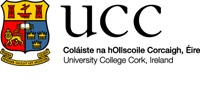 UCC
Coláiste na hOllscoile Corcaigh, Éire
University College Cork, Ireland